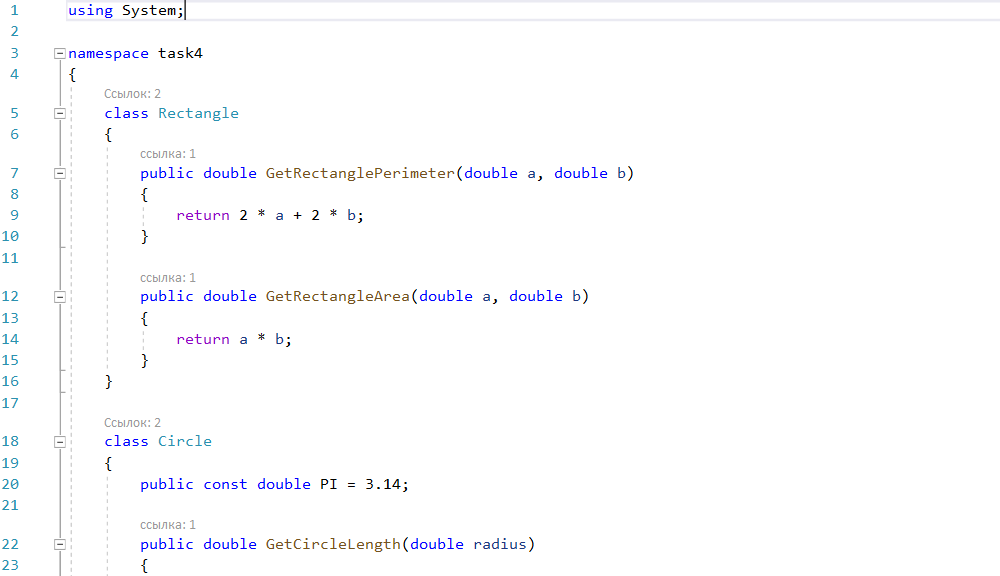 1 using System;
2
3 namespace task4
4 {
Ссылок: 2
5 class Rectangle
6 {
ссылка: 1
7 public double GetRectanglePerimeter(double a, double b)
8 {
9 return 2 * a + 2 * b;
10 }
11
ссылка: 1
12 public double GetRectangleArea(double a, double b)
13 {
14 return a * b;
15 }
16 }
17
Ссылок: 2
18 class Circle
19 {
20 public const double PI = 3.14;
21
ссылка: 1
22 public double GetCircleLength(double radius)
23 {